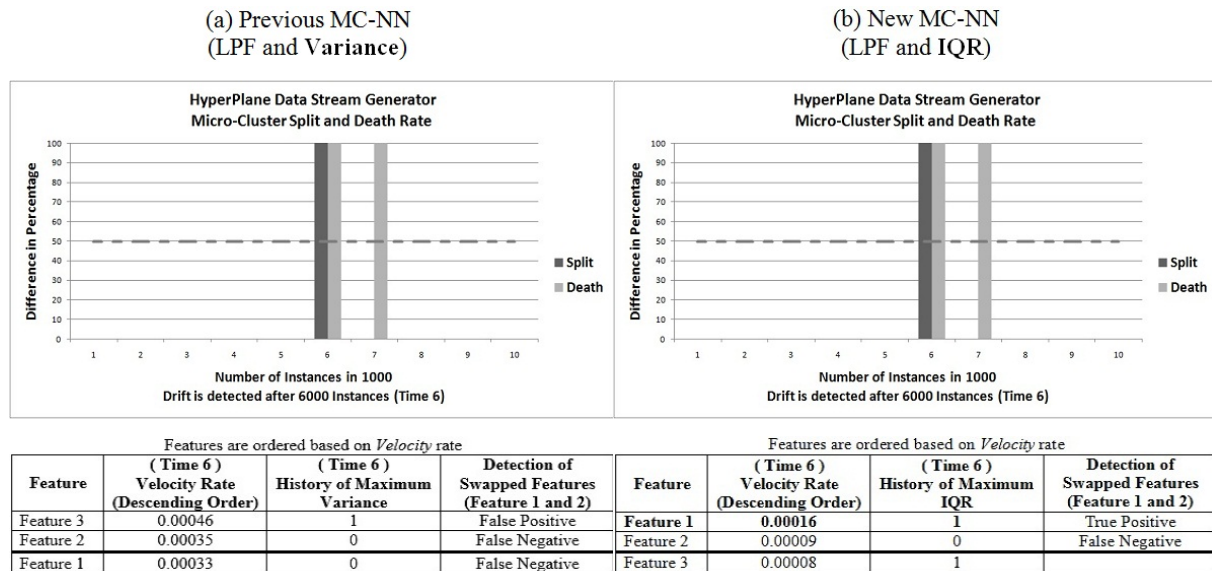 (a) Previous MC-NN
(LPF and Variance)
HyperPlane Data Stream Generator
Micro-Cluster Split and Death Rate
Difference in Percentage
100
90
80
70
60
50
40
30
20
10
0
1 2 3 4 5 6 7 8 9 10
Split
Death
Number of Instances in 1000
Drift is detected after 6000 Instances (Time 6)
Features are ordered based on Velocity rate
Feature ( Time 6 ) Velocity Rate (Descending Order) ( Time 6 ) History of Maximum Variance Detection of Swapped Features (Feature 1 and 2)
Feature 3 0.00046 1 False Positive
Feature 2 0.00035 0 False Negative
Feature 1 0.00033 0 False Negative
(b) New MC-NN
(LPF and IQR)
HyperPlane Data Stream Generator
Micro-Cluster Split and Death Rate
Difference in Percentage
100
90
80
70
60
50
40
30
20
10
0
1 2 3 4 5 6 7 8 9 10
Split
Death
Number of Instances in 1000
Drift is detected after 6000 Instances (Time 6)
Features are ordered based on Velocity rate
Feature ( Time 6 ) Velocity Rate (Descending Order) ( Time 6 ) History of Maximum IQR Detection of Swapped Features (Feature 1 and 2)
Feature 1 0.00016 1 True Positive
Feature 2 0.00009 0 False Negative
Feature 3 0.00008 1